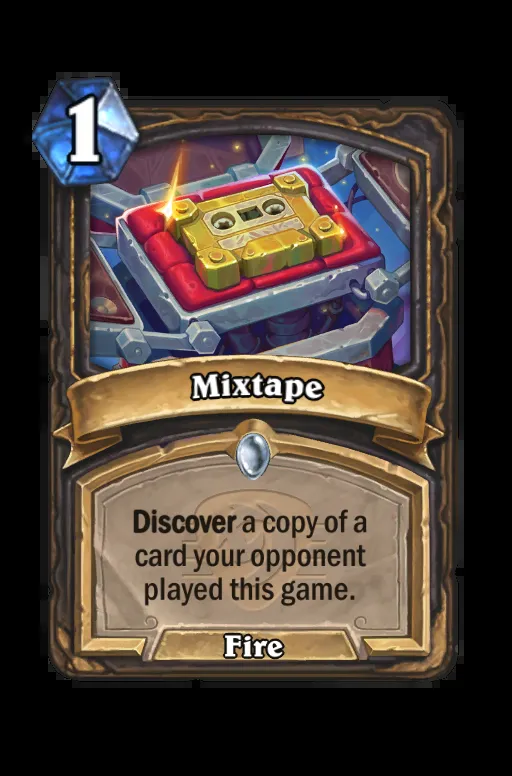 1
Mixtape
Discover a copy of a
card your opponent
played this game.
Fire